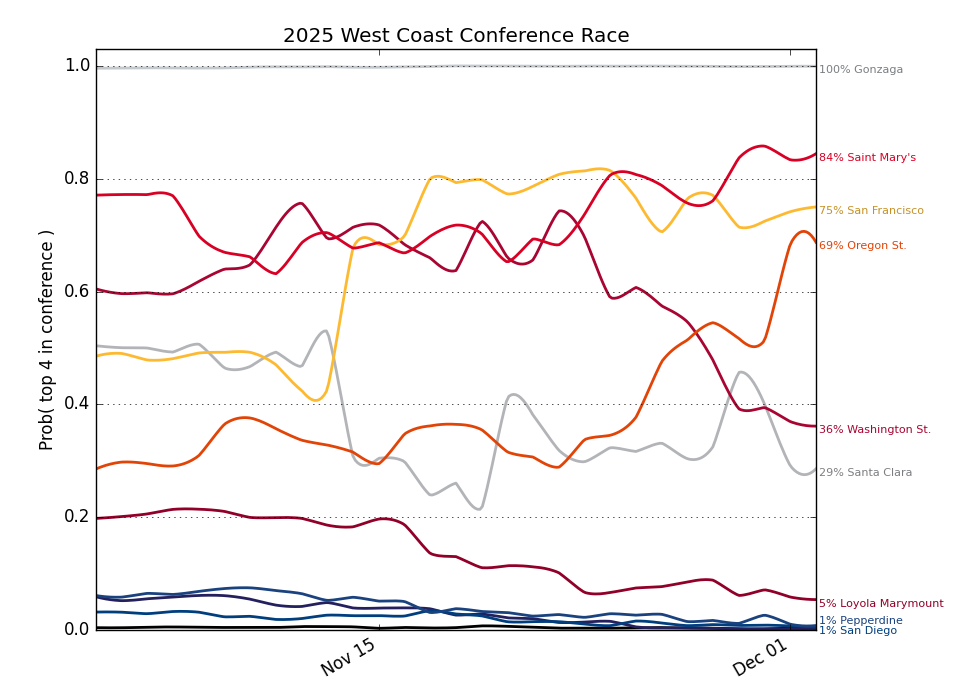 2025 West Coast Conference Race
Prob( top 4 in conference )
1.0
0.8
0.6
0.4
0.2
0.0
Nov 15
Dec 01
100% Gonzaga
84% Saint Mary's
75% San Francisco
69% Oregon St.
36% Washington St.
29% Santa Clara
5% Loyola Marymount
1% Pepperdine
1% San Diego